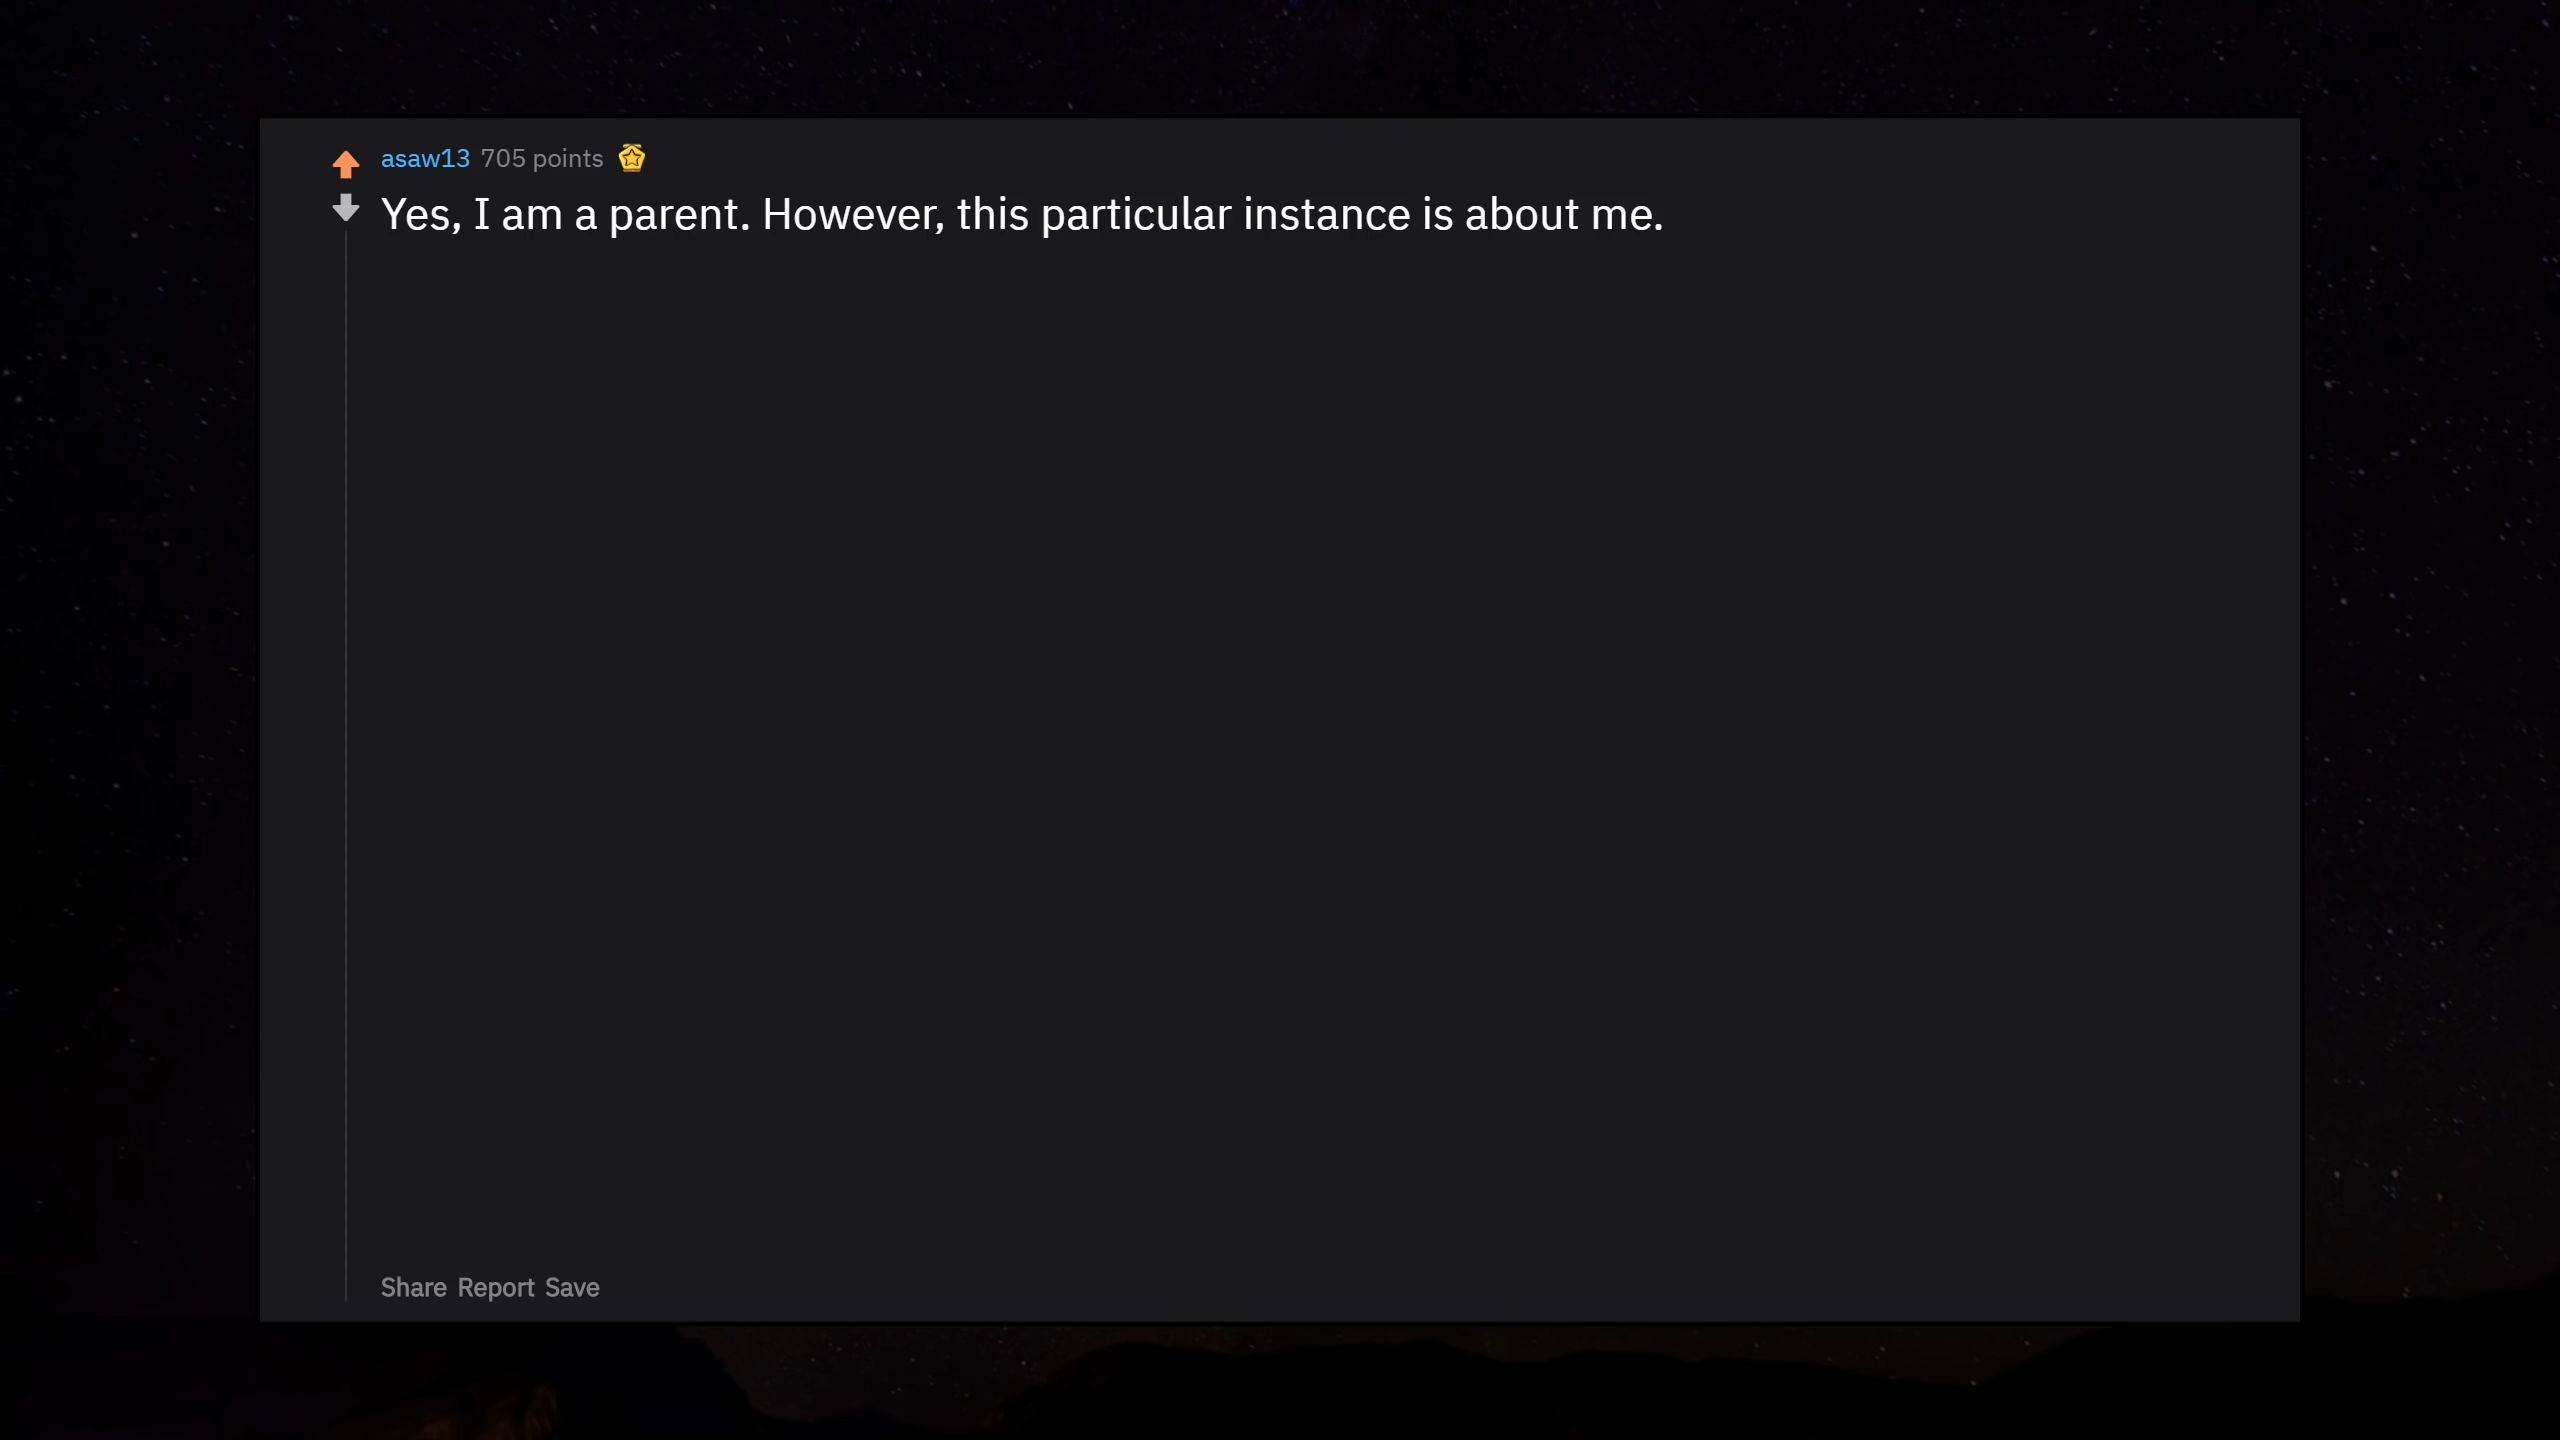 asaw13 705 points
Yes, I am a parent. However, this particular instance is about me.
Share Report Save